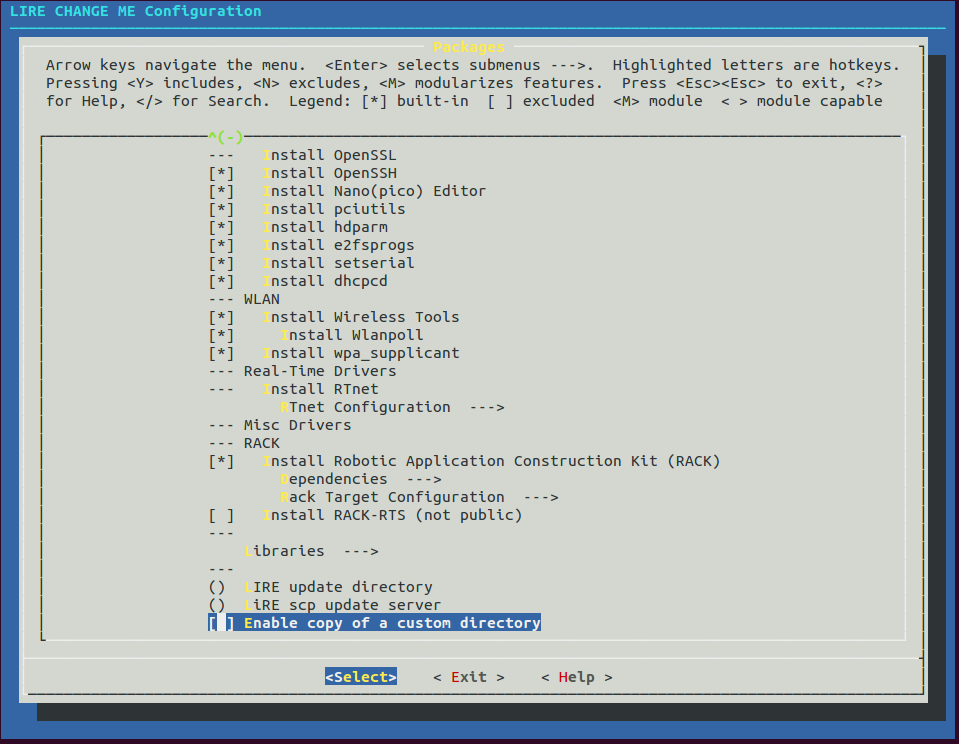 LIRE CHANGE ME Configuration
Packages
Arrow keys navigate the menu.  <Enter> selects submenus --->.  Highlighted letters are hotkeys.
Pressing <Y> includes, <N> excludes, <M> modularizes features.  Press <Esc><Esc> to exit, <?>
for Help, </> for Search.  Legend: [*] built-in  [ ] excluded  <M> module  < > module capable
^(-)
---   Install OpenSSL
[*]   Install OpenSSH
[*]   Install Nano(pico) Editor
[*]   Install pciutils
[*]   Install hdparm
[*]   Install e2fsprogs
[*]   Install setserial
[*]   Install dhcpcd
--- WLAN
[*]   Install Wireless Tools
[*]     Install Wlanpoll
[*]   Install wpa_supplicant
--- Real-Time Drivers
---   Install RTnet
        RTnet Configuration  --->
--- Misc Drivers
--- RACK
[*]   Install Robotic Application Construction Kit (RACK)
        Dependencies  --->
        Rack Target Configuration  --->
[ ]   Install RACK-RTS (not public)
---
    Libraries  --->
---
()  LIRE update directory
()  LiRE scp update server
[ ] Enable copy of a custom directory
<Select>    < Exit >    < Help >